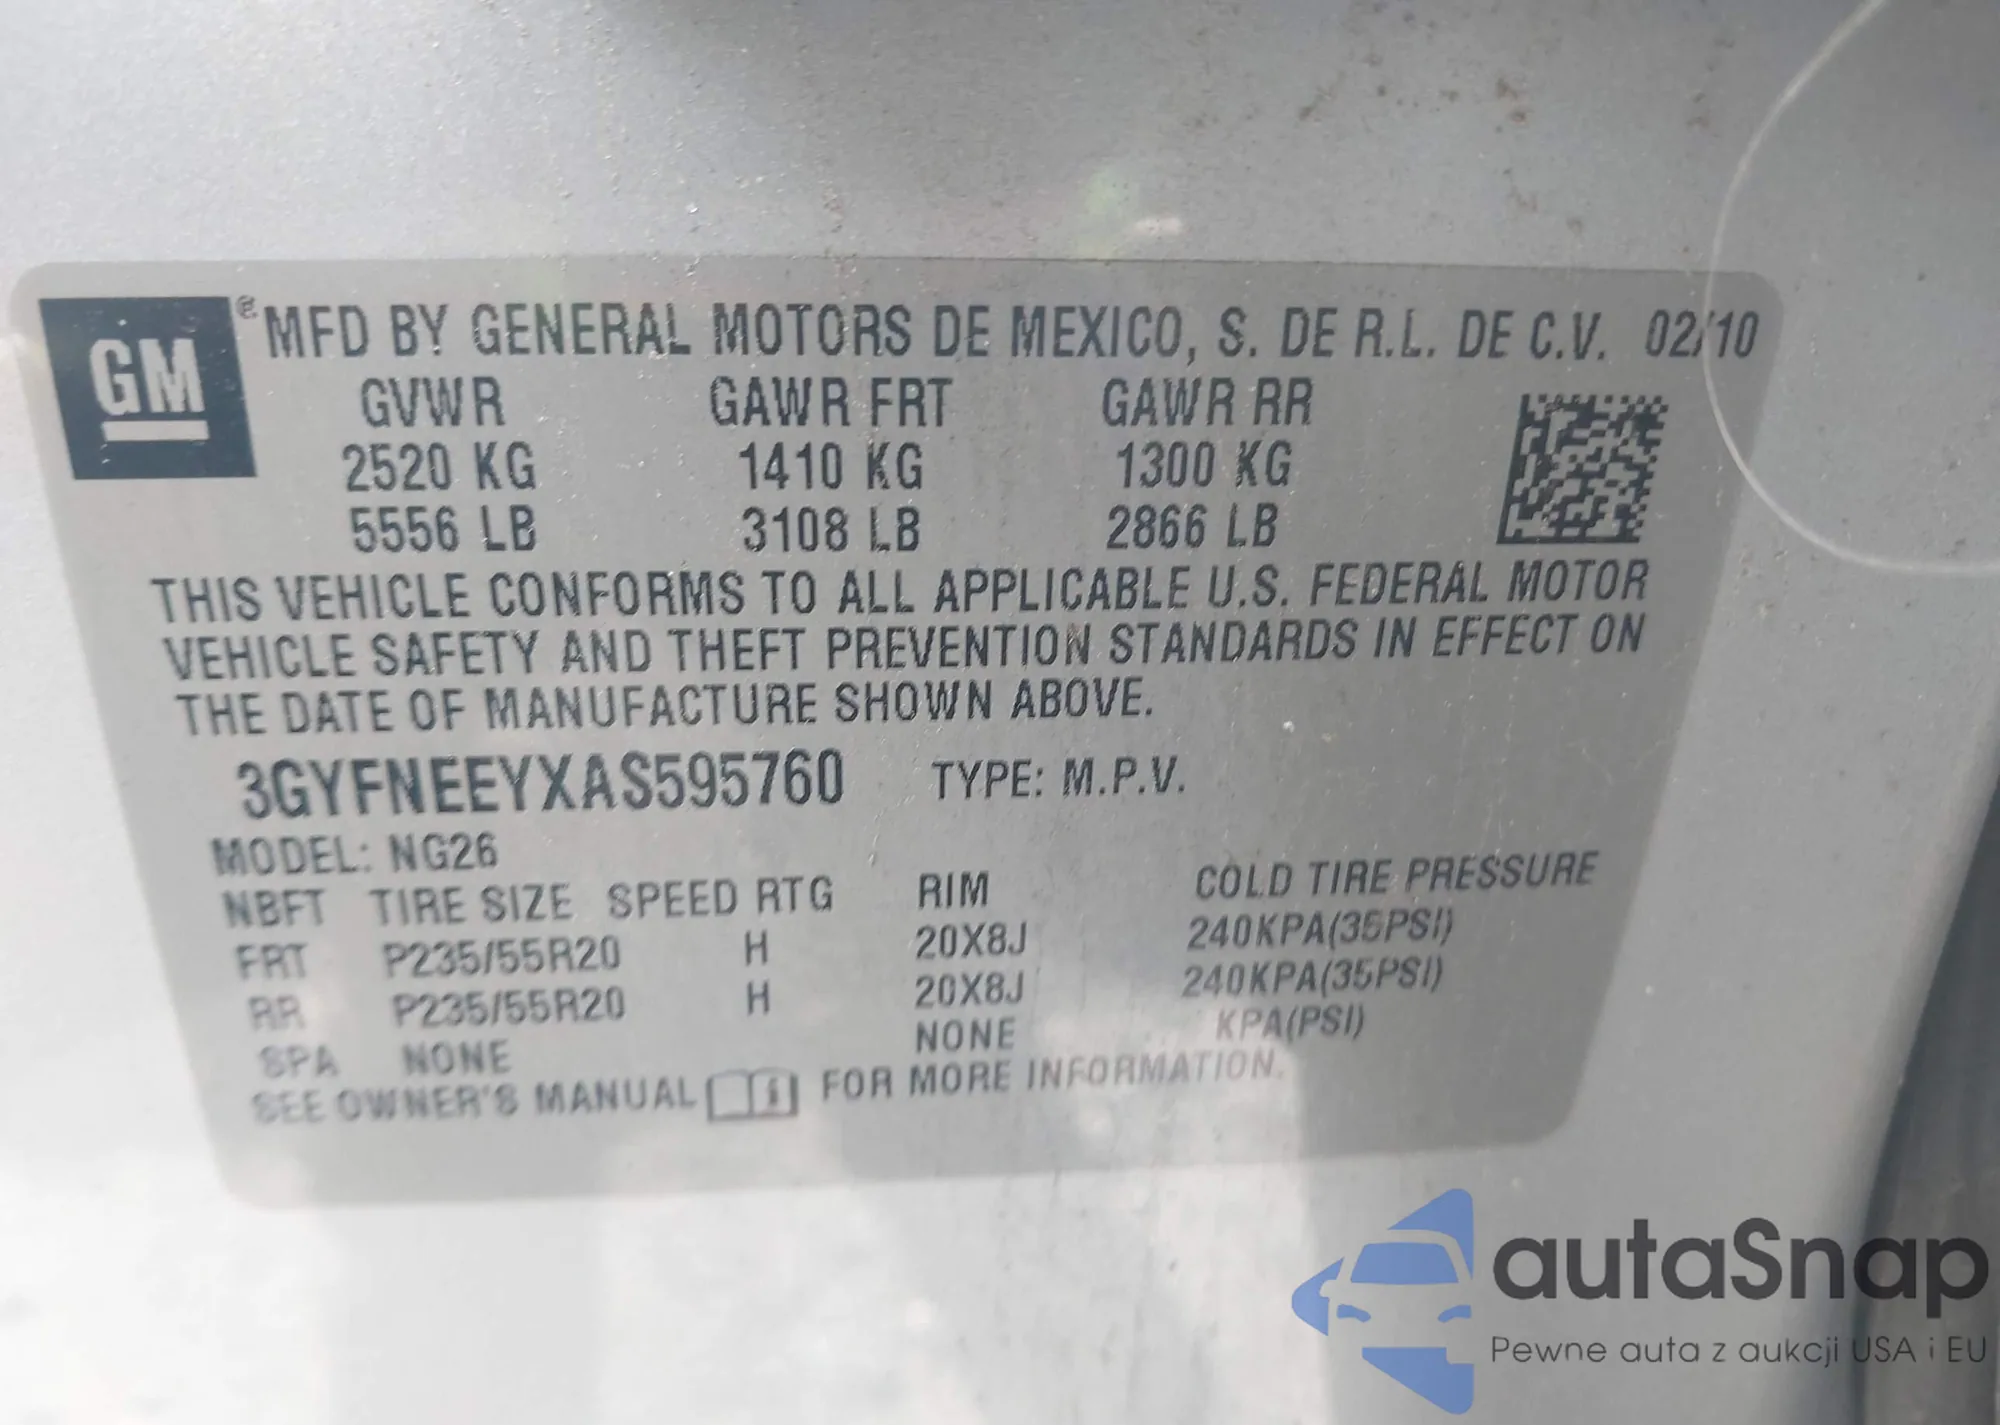 GM ® MFD BY GENERAL MOTORS DE MEXICO, S. DE R.L. DE C.V. 02/10
GVWR GAWR FRT GAWR RR
2520 KG 1410 KG 1300 KG
5556 LB 3108 LB 2866 LB
THIS VEHICLE CONFORMS TO ALL APPLICABLE U.S. FEDERAL MOTOR
VEHICLE SAFETY AND THEFT PREVENTION STANDARDS IN EFFECT ON
THE DATE OF MANUFACTURE SHOWN ABOVE.
3GYFNEEYXAS595760 TYPE: M.P.V.
MODEL: NG26
NBFT TIRE SIZE SPEED RTG RIM COLD TIRE PRESSURE
FRT P235/55R20 H 20X8J 240KPA(35PSI)
RR P235/55R20 H 20X8J 240KPA(35PSI)
SPA NONE NONE KPA(PSI)
SEE OWNER'S MANUAL FOR MORE INFORMATION.
autaSnap
Pewne auta z aukcji USA i EU